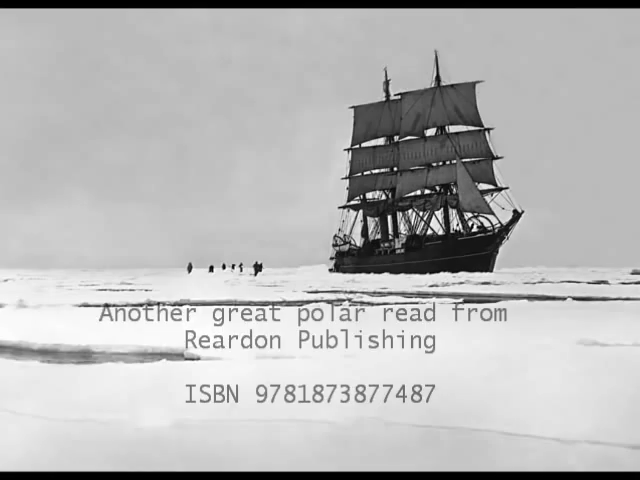 Another great polar read from
Reardon Publishing
ISBN 9781873877487